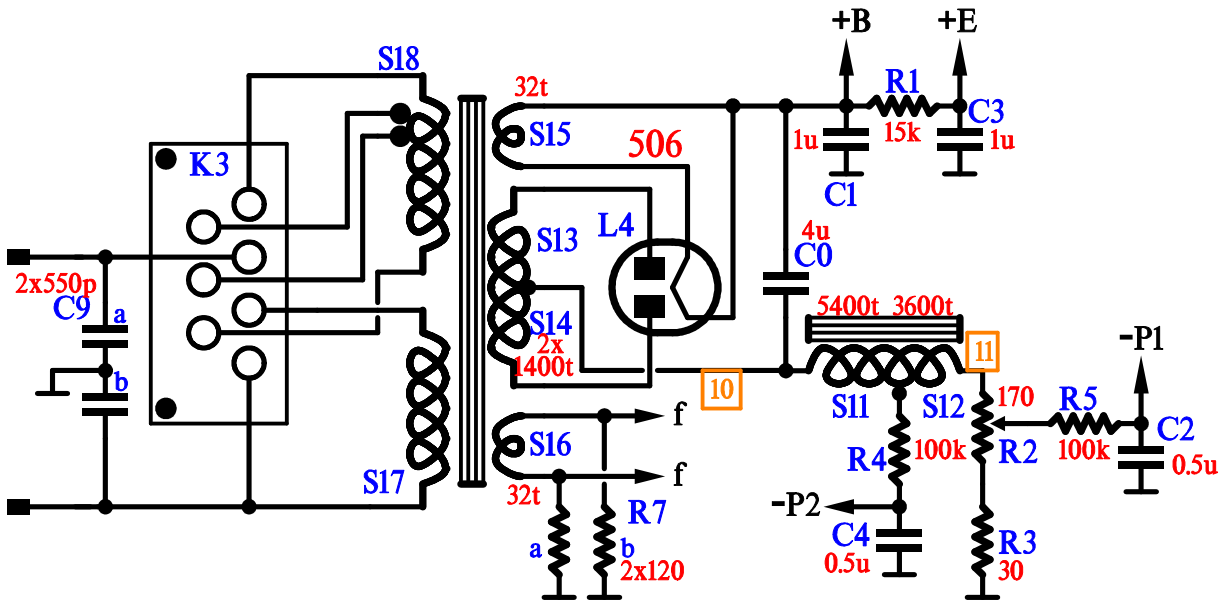 +B
+E
S18
32t
R1
C3
S15
506
1u
15k
1u
K3
C1
S13
L4
4u
C0
2x550p
C9
a
S14
2x
1400t
5400t 3600t
11
-P1
b
10
S11
S12
170
R5
f
S16
R4
100k
R2
100k
C2
0.5u
S17
32t
f
-P2
R7
C4
R3
a
b
2x120
0.5u
30